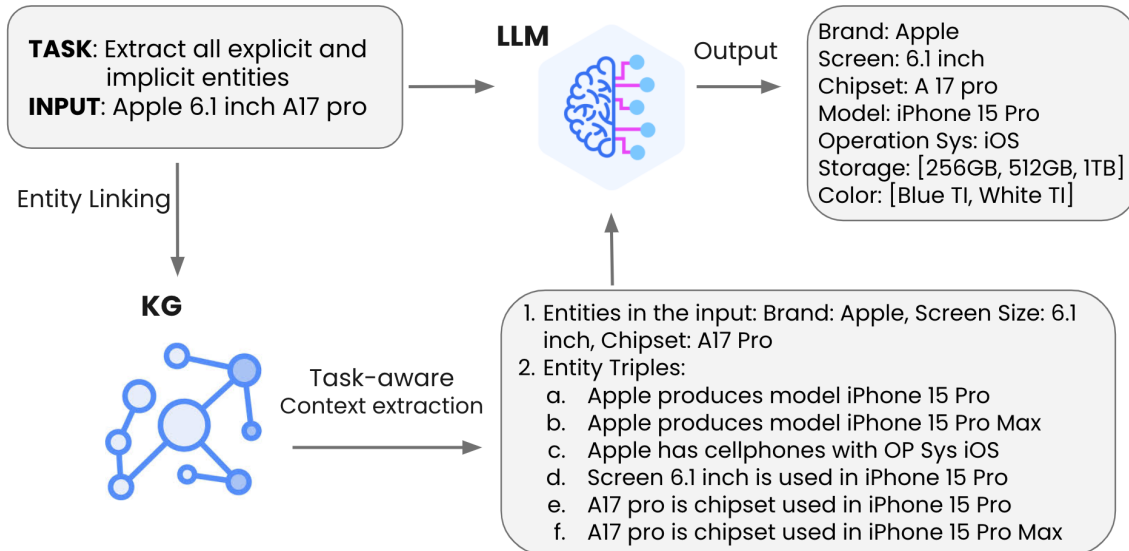 TASK: Extract all explicit and
implicit entities
INPUT: Apple 6.1 inch A17 pro
LLM
Output
Brand: Apple
Screen: 6.1 inch
Chipset: A 17 pro
Model: iPhone 15 Pro
Operation Sys: iOS
Storage: [256GB, 512GB, 1TB]
Color: [Blue TI, White TI]
Entity Linking
KG
Task-aware
Context extraction
1. Entities in the input: Brand: Apple, Screen Size: 6.1
inch, Chipset: A17 Pro
2. Entity Triples:
a. Apple produces model iPhone 15 Pro
b. Apple produces model iPhone 15 Pro Max
c. Apple has cellphones with OP Sys iOS
d. Screen 6.1 inch is used in iPhone 15 Pro
e. A17 pro is chipset used in iPhone 15 Pro
f. A17 pro is chipset used in iPhone 15 Pro Max